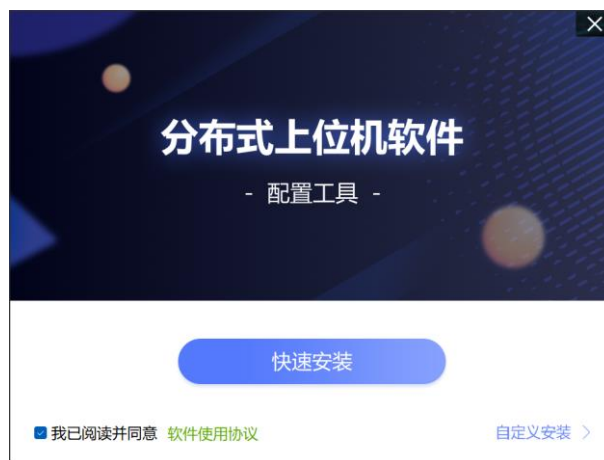 分布式上位机软件
- 配置工具 -
快速安装
我已阅读并同意 软件使用协议
自定义安装 >